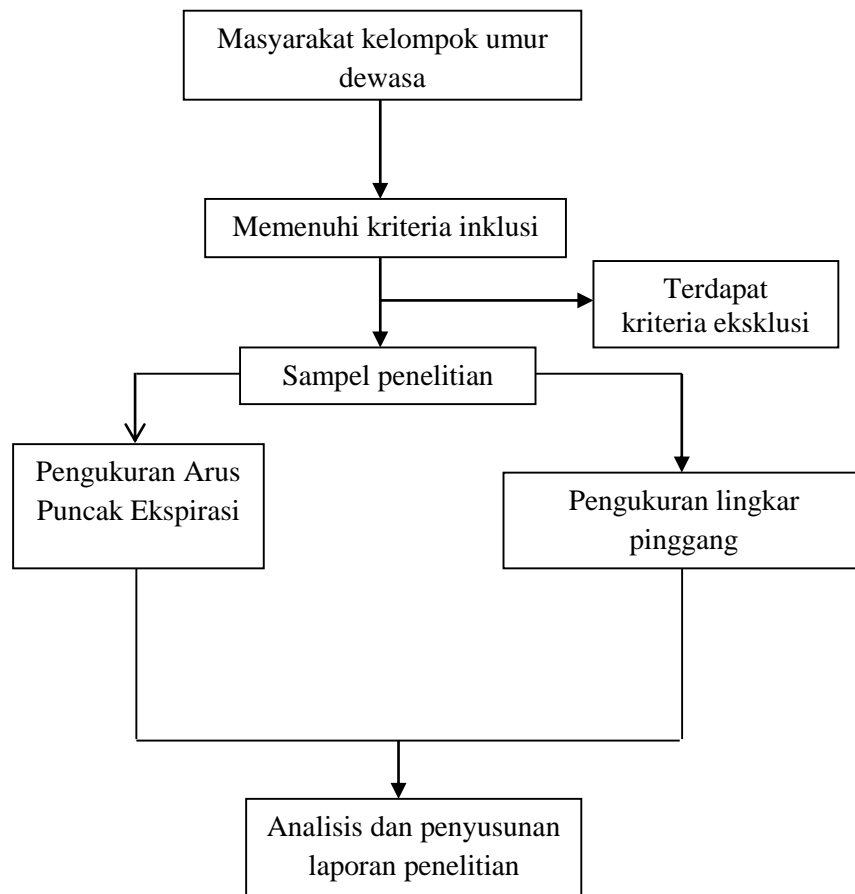 Masyarakat kelompok umur
dewasa
Memenuhi kriteria inklusi
Terdapat
kriteria eksklusi
Sampel penelitian
Pengukuran Arus
Puncak Ekspirasi
Pengukuran lingkar
pinggang
Analisis dan penyusunan
laporan penelitian